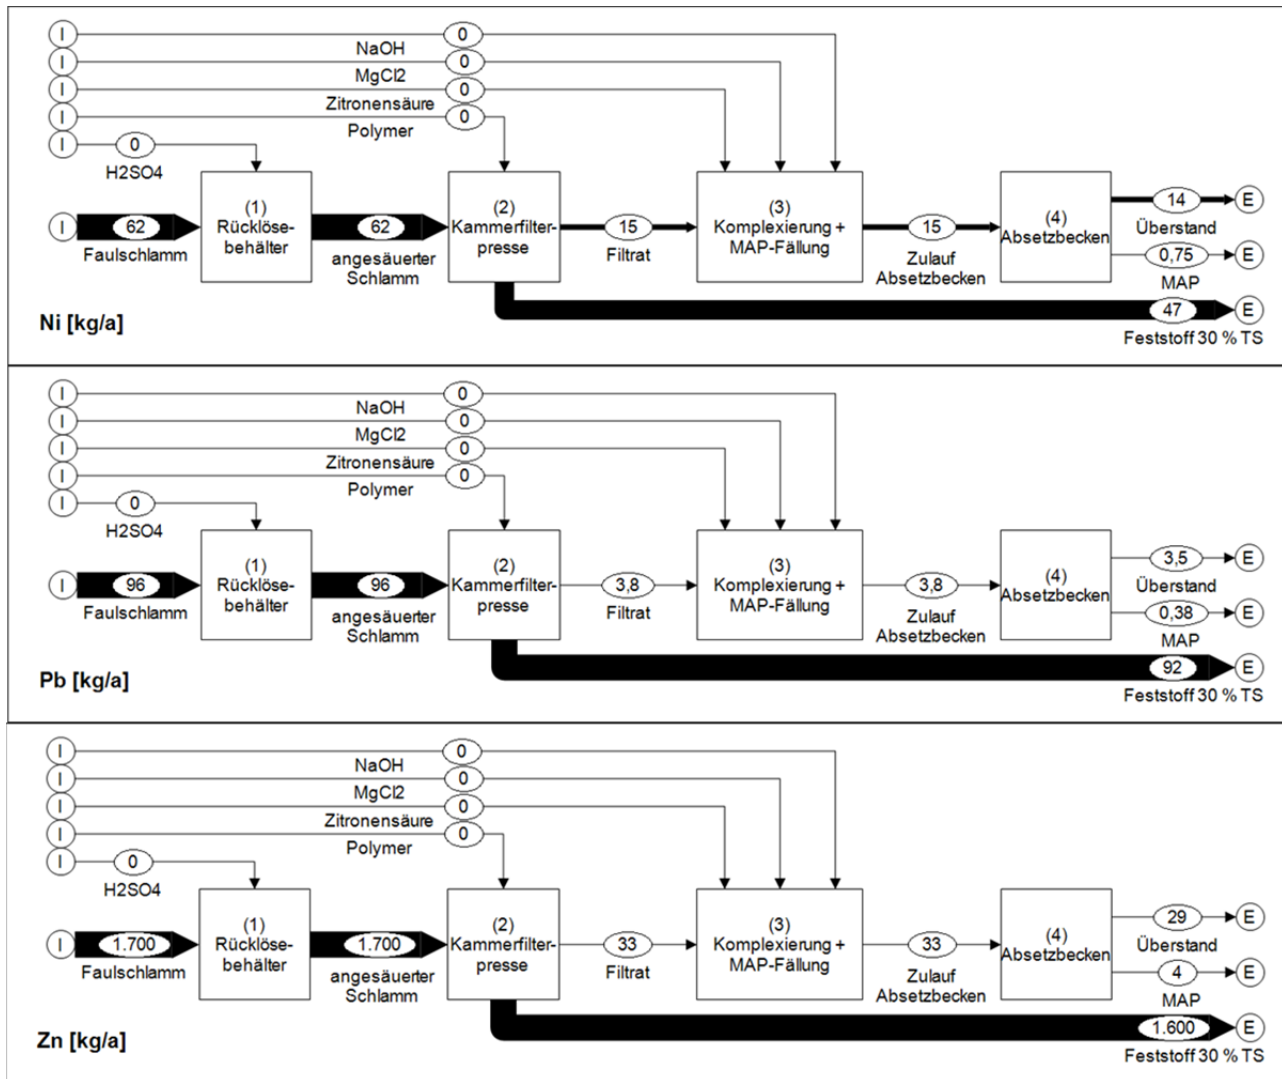 I 0
NaOH
I 0
MgCl2
I 0
Zitronensäure
I 0
Polymer
I 0
H2SO4
I 62 (1) Rücklöse-behälter 62 (2) Kammerfilter-presse 15 (3) Komplexierung + MAP-Fällung 15 (4) Absetzbecken 14 E
Faulschlamm angesäuerter Schlamm Filtrat Zulauf Absetzbecken Überstand
0,75 E
MAP
47 E
Feststoff 30 % TS
Ni [kg/a]
I 0
NaOH
I 0
MgCl2
I 0
Zitronensäure
I 0
Polymer
I 0
H2SO4
I 96 (1) Rücklöse-behälter 96 (2) Kammerfilter-presse 3,8 (3) Komplexierung + MAP-Fällung 3,8 (4) Absetzbecken 3,5 E
Faulschlamm angesäuerter Schlamm Filtrat Zulauf Absetzbecken Überstand
0,38 E
MAP
92 E
Feststoff 30 % TS
Pb [kg/a]
I 0
NaOH
I 0
MgCl2
I 0
Zitronensäure
I 0
Polymer
I 0
H2SO4
I 1.700 (1) Rücklöse-behälter 1.700 (2) Kammerfilter-presse 33 (3) Komplexierung + MAP-Fällung 33 (4) Absetzbecken 29 E
Faulschlamm angesäuerter Schlamm Filtrat Zulauf Absetzbecken Überstand
4 E
MAP
1.600 E
Feststoff 30 % TS
Zn [kg/a]